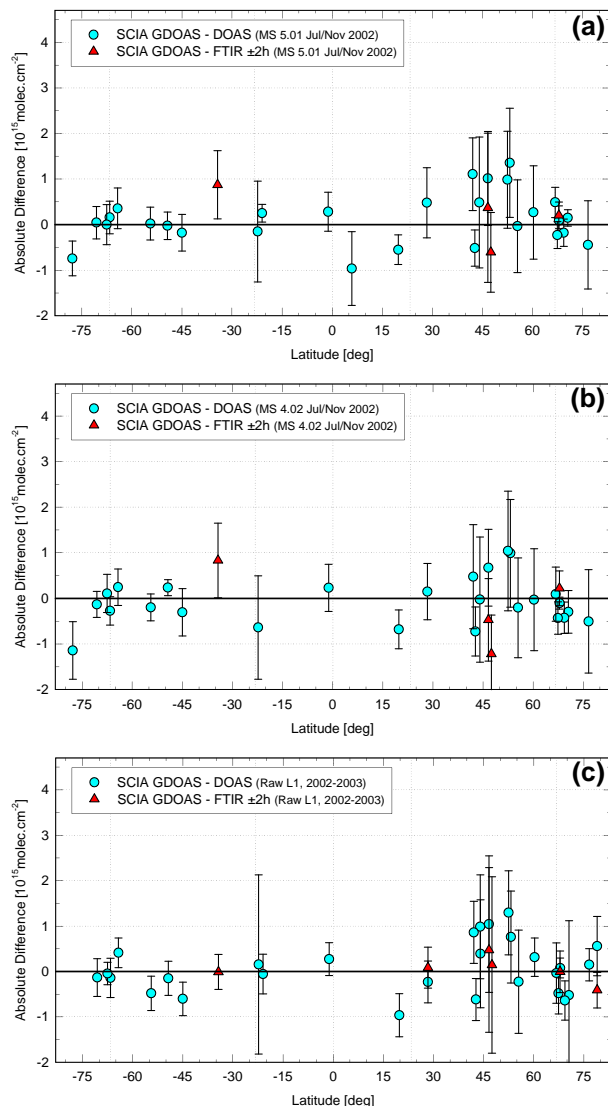 (a)
SCIA GDOAS - DOAS (MS 5.01 Jul/Nov 2002)
SCIA GDOAS - FTIR ±2h (MS 5.01 Jul/Nov 2002)
Absolute Difference [10^15 molec.cm^-2]
4
3
2
1
0
-1
-2
-75 -60 -45 -30 -15 0 15 30 45 60 75
Latitude [deg]
(b)
SCIA GDOAS - DOAS (MS 4.02 Jul/Nov 2002)
SCIA GDOAS - FTIR ±2h (MS 4.02 Jul/Nov 2002)
Absolute Difference [10^15 molec.cm^-2]
4
3
2
1
0
-1
-2
-75 -60 -45 -30 -15 0 15 30 45 60 75
Latitude [deg]
(c)
SCIA GDOAS - DOAS (Raw L1, 2002-2003)
SCIA GDOAS - FTIR ±2h (Raw L1, 2002-2003)
Absolute Difference [10^15 molec.cm^-2]
4
3
2
1
0
-1
-2
-75 -60 -45 -30 -15 0 15 30 45 60 75
Latitude [deg]